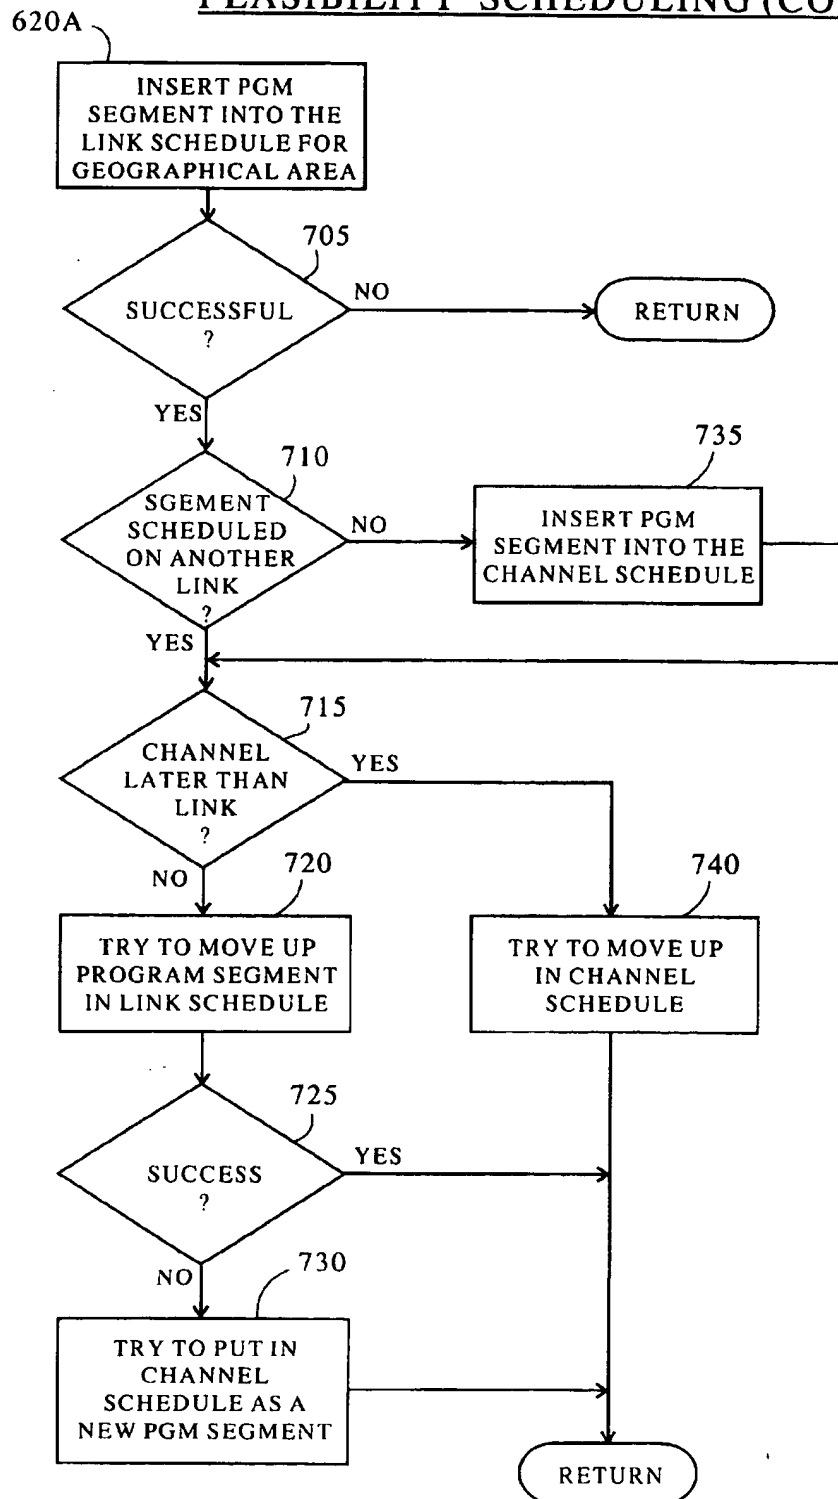 FEASIBILITY SCHEDULING (CO
620A
INSERT PGM
SEGMENT INTO THE
LINK SCHEDULE FOR
GEOGRAPHICAL AREA
705
SUCCESSFUL
?
NO
RETURN
YES
710
SGEMENT
SCHEDULED
ON ANOTHER
LINK
?
NO
735
INSERT PGM
SEGMENT INTO THE
CHANNEL SCHEDULE
YES
715
CHANNEL
LATER THAN
LINK
?
YES
NO
720
TRY TO MOVE UP
PROGRAM SEGMENT
IN LINK SCHEDULE
740
TRY TO MOVE UP
IN CHANNEL
SCHEDULE
725
SUCCESS
?
YES
NO
730
TRY TO PUT IN
CHANNEL
SCHEDULE AS A
NEW PGM SEGMENT
RETURN